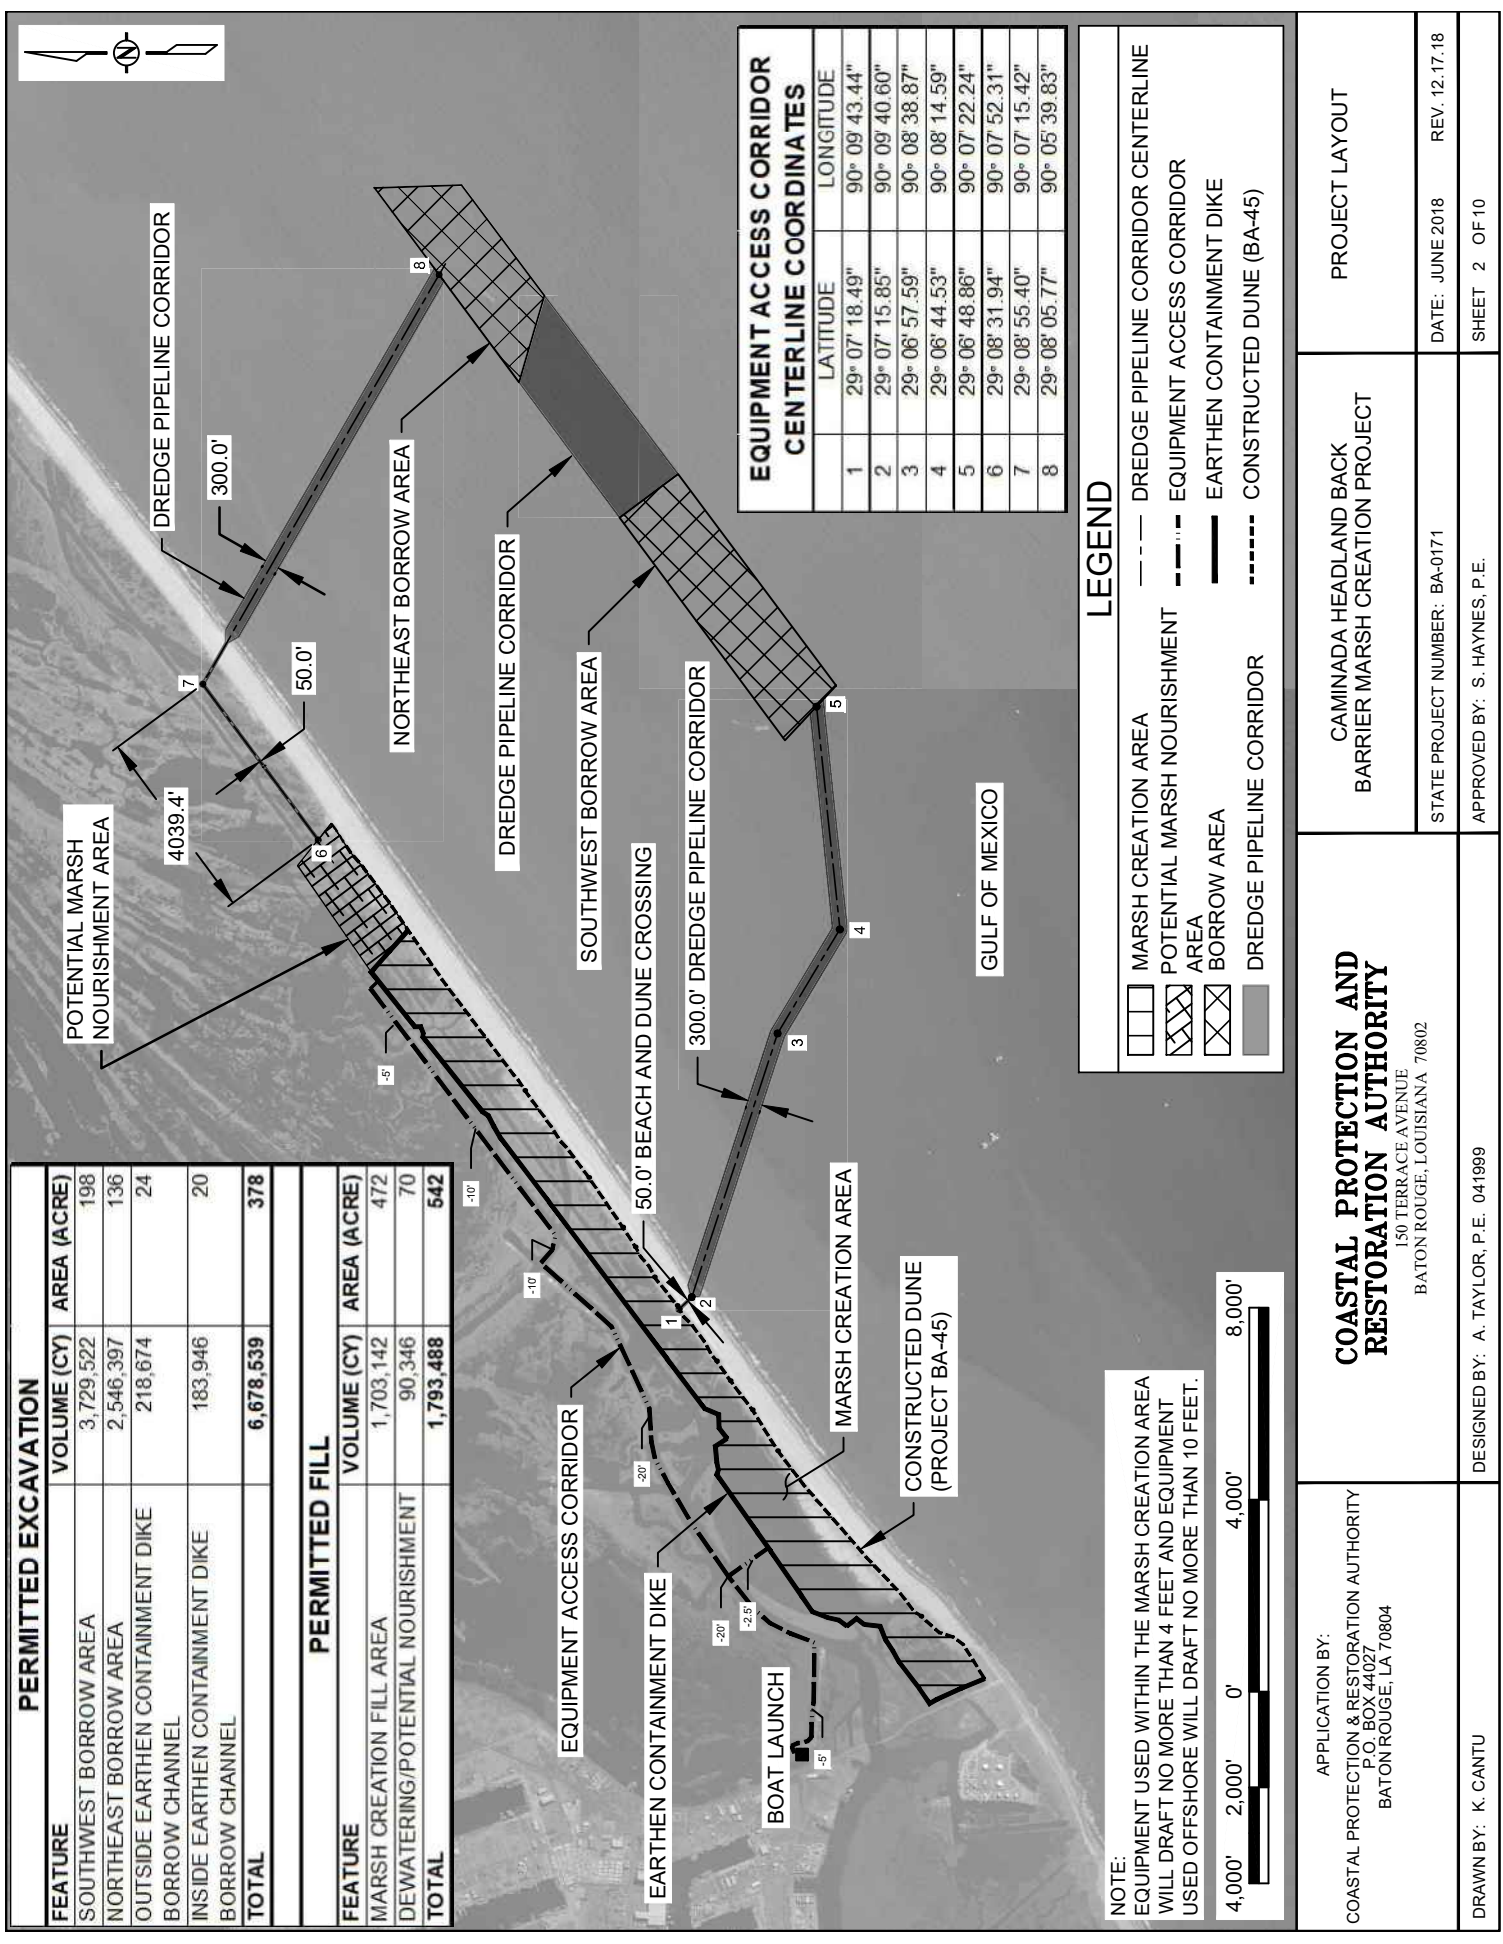 PERMITTED EXCAVATION
FEATURE VOLUME (CY) AREA (ACRE)
SOUTHWEST BORROW AREA 3,729,522 198
NORTHEAST BORROW AREA 2,546,397 136
OUTSIDE EARTHEN CONTAINMENT DIKE 218,674 24
BORROW CHANNEL
INSIDE EARTHEN CONTAINMENT DIKE 183,946 20
BORROW CHANNEL
TOTAL 6,678,539 378
PERMITTED FILL
FEATURE VOLUME (CY) AREA (ACRE)
MARSH CREATION FILL AREA 1,703,142 472
DEWATERING/POTENTIAL NOURISHMENT 90,346 70
TOTAL 1,793,488 542
N
POTENTIAL MARSH
NOURISHMENT AREA
4039.4'
50.0'
300.0'
DREDGE PIPELINE CORRIDOR
7
6
8
NORTHEAST BORROW AREA
DREDGE PIPELINE CORRIDOR
SOUTHWEST BORROW AREA
50.0' BEACH AND DUNE CROSSING
300.0' DREDGE PIPELINE CORRIDOR
-5'
-10'
-10'
-20'
-20'
-2.5'
-5'
1
2
3
4
5
EQUIPMENT ACCESS CORRIDOR
EARTHEN CONTAINMENT DIKE
BOAT LAUNCH
MARSH CREATION AREA
CONSTRUCTED DUNE
(PROJECT BA-45)
GULF OF MEXICO
EQUIPMENT ACCESS CORRIDOR
CENTERLINE COORDINATES
LATITUDE LONGITUDE
1 29° 07' 18.49" 90° 09' 43.44"
2 29° 07' 15.85" 90° 09' 40.60"
3 29° 06' 57.59" 90° 08' 38.87"
4 29° 06' 44.53" 90° 08' 14.59"
5 29° 06' 48.86" 90° 07' 22.24"
6 29° 08' 31.94" 90° 07' 52.31"
7 29° 08' 55.40" 90° 07' 15.42"
8 29° 08' 05.77" 90° 05' 39.83"
LEGEND
MARSH CREATION AREA
POTENTIAL MARSH NOURISHMENT
AREA
BORROW AREA
DREDGE PIPELINE CORRIDOR
DREDGE PIPELINE CORRIDOR CENTERLINE
EQUIPMENT ACCESS CORRIDOR
EARTHEN CONTAINMENT DIKE
CONSTRUCTED DUNE (BA-45)
NOTE:
EQUIPMENT USED WITHIN THE MARSH CREATION AREA
WILL DRAFT NO MORE THAN 4 FEET AND EQUIPMENT
USED OFFSHORE WILL DRAFT NO MORE THAN 10 FEET.
4,000' 2,000' 0' 4,000' 8,000'
APPLICATION BY:
COASTAL PROTECTION & RESTORATION AUTHORITY
P.O. BOX 44027
BATON ROUGE, LA 70804
DRAWN BY: K. CANTU
COASTAL PROTECTION AND
RESTORATION AUTHORITY
150 TERRACE AVENUE
BATON ROUGE, LOUISIANA 70802
DESIGNED BY: A. TAYLOR, P.E. 041999
CAMINADA HEADLAND BACK
BARRIER MARSH CREATION PROJECT
STATE PROJECT NUMBER: BA-0171
APPROVED BY: S. HAYNES, P.E.
PROJECT LAYOUT
DATE: JUNE 2018 REV. 12.17.18
SHEET 2 OF 10